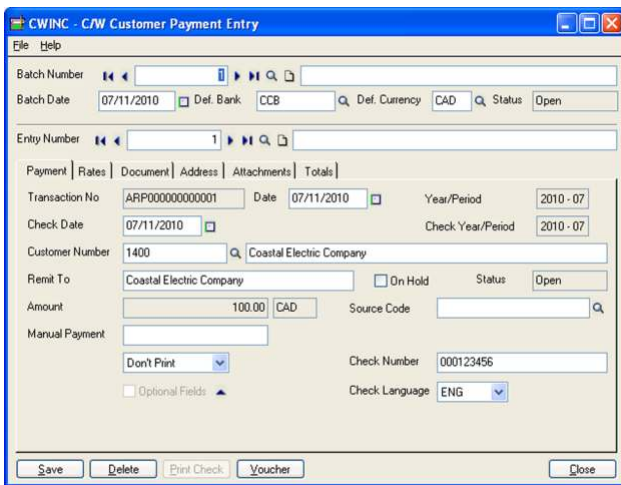 CWINC - C/W Customer Payment Entry
File Help
Batch Number 1
Batch Date 07/11/2010 Def. Bank CCB Def. Currency CAD Status Open
Entry Number 1
Payment Rates Document Address Attachments Totals
Transaction No ARP000000000001 Date 07/11/2010 Year/Period 2010 - 07
Check Date 07/11/2010 Check Year/Period 2010 - 07
Customer Number 1400 Coastal Electric Company
Remit To Coastal Electric Company On Hold Status Open
Amount 100.00 CAD Source Code
Manual Payment
Don't Print Check Number 000123456
Optional Fields Check Language ENG
Save Delete Print Check Voucher Close